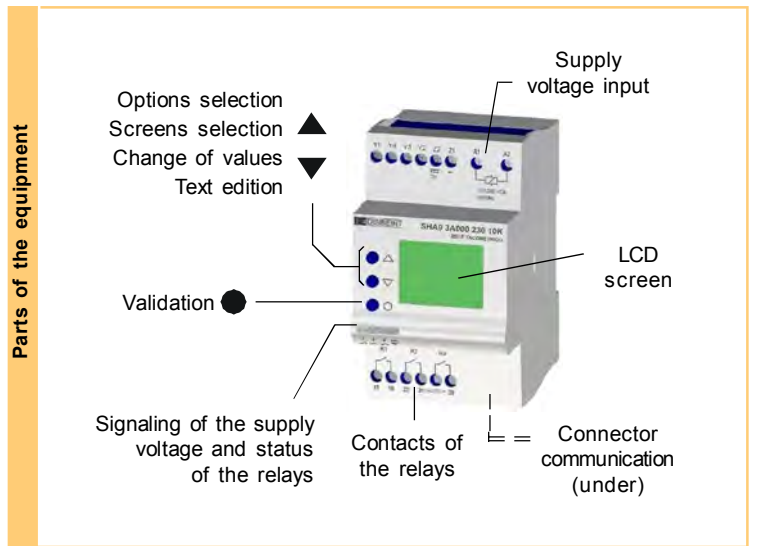 Parts of the equipment
Supply
voltage input
Options selection
Screens selection
Change of values
Text edition
LCD
screen
Validation
Signaling of the supply
voltage and status
of the relays
Contacts of
the relays
Connector
communication
(under)